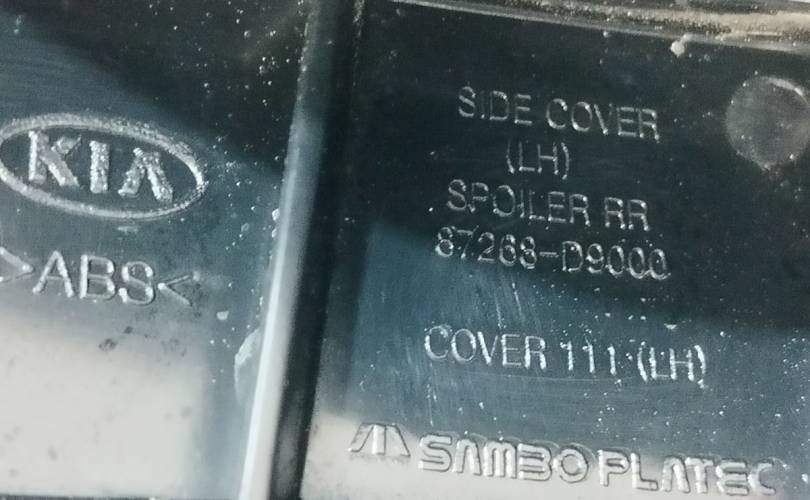 KIA
>ABS<
SIDE COVER
(LH)
SPOILER RR
87268-D9000
COVER 111 (LH)
SAMBO PLATEC